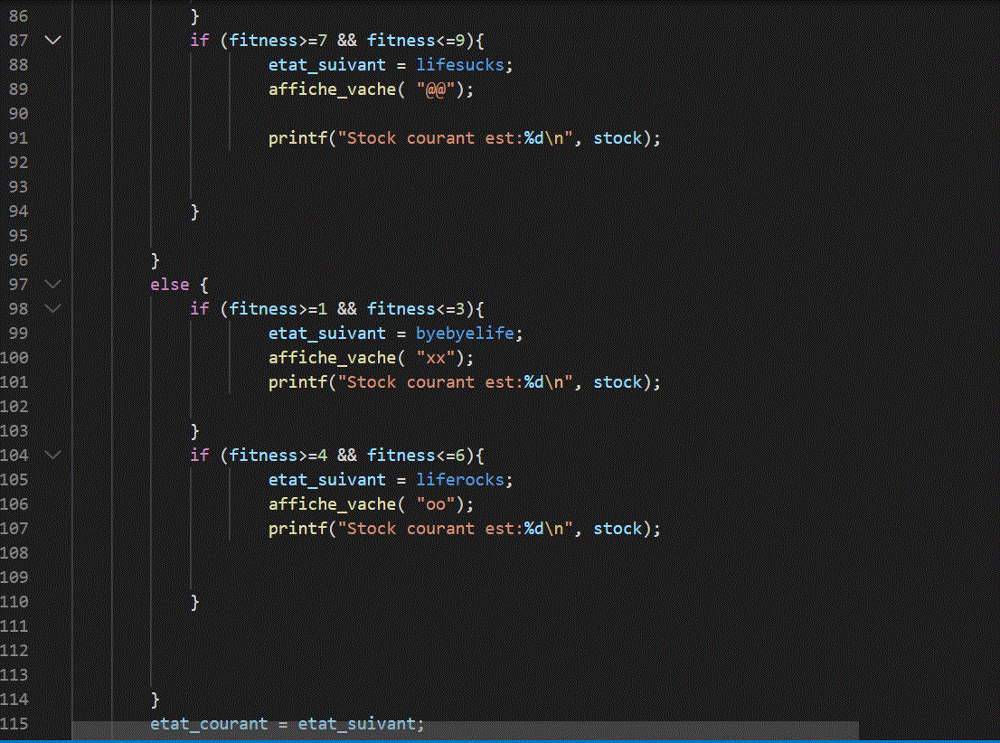 86 }
87 if (fitness>=7 && fitness<=9){
88 etat_suivant = lifesucks;
89 affiche_vache( "@@");
90
91 printf("Stock courant est:%d\n", stock);
92
93
94 }
95
96 }
97 else {
98 if (fitness>=1 && fitness<=3){
99 etat_suivant = byebyelife;
100 affiche_vache( "xx");
101 printf("Stock courant est:%d\n", stock);
102
103 }
104 if (fitness>=4 && fitness<=6){
105 etat_suivant = liferocks;
106 affiche_vache( "oo");
107 printf("Stock courant est:%d\n", stock);
108
109
110 }
111
112
113
114 }
115 etat_courant = etat_suivant;